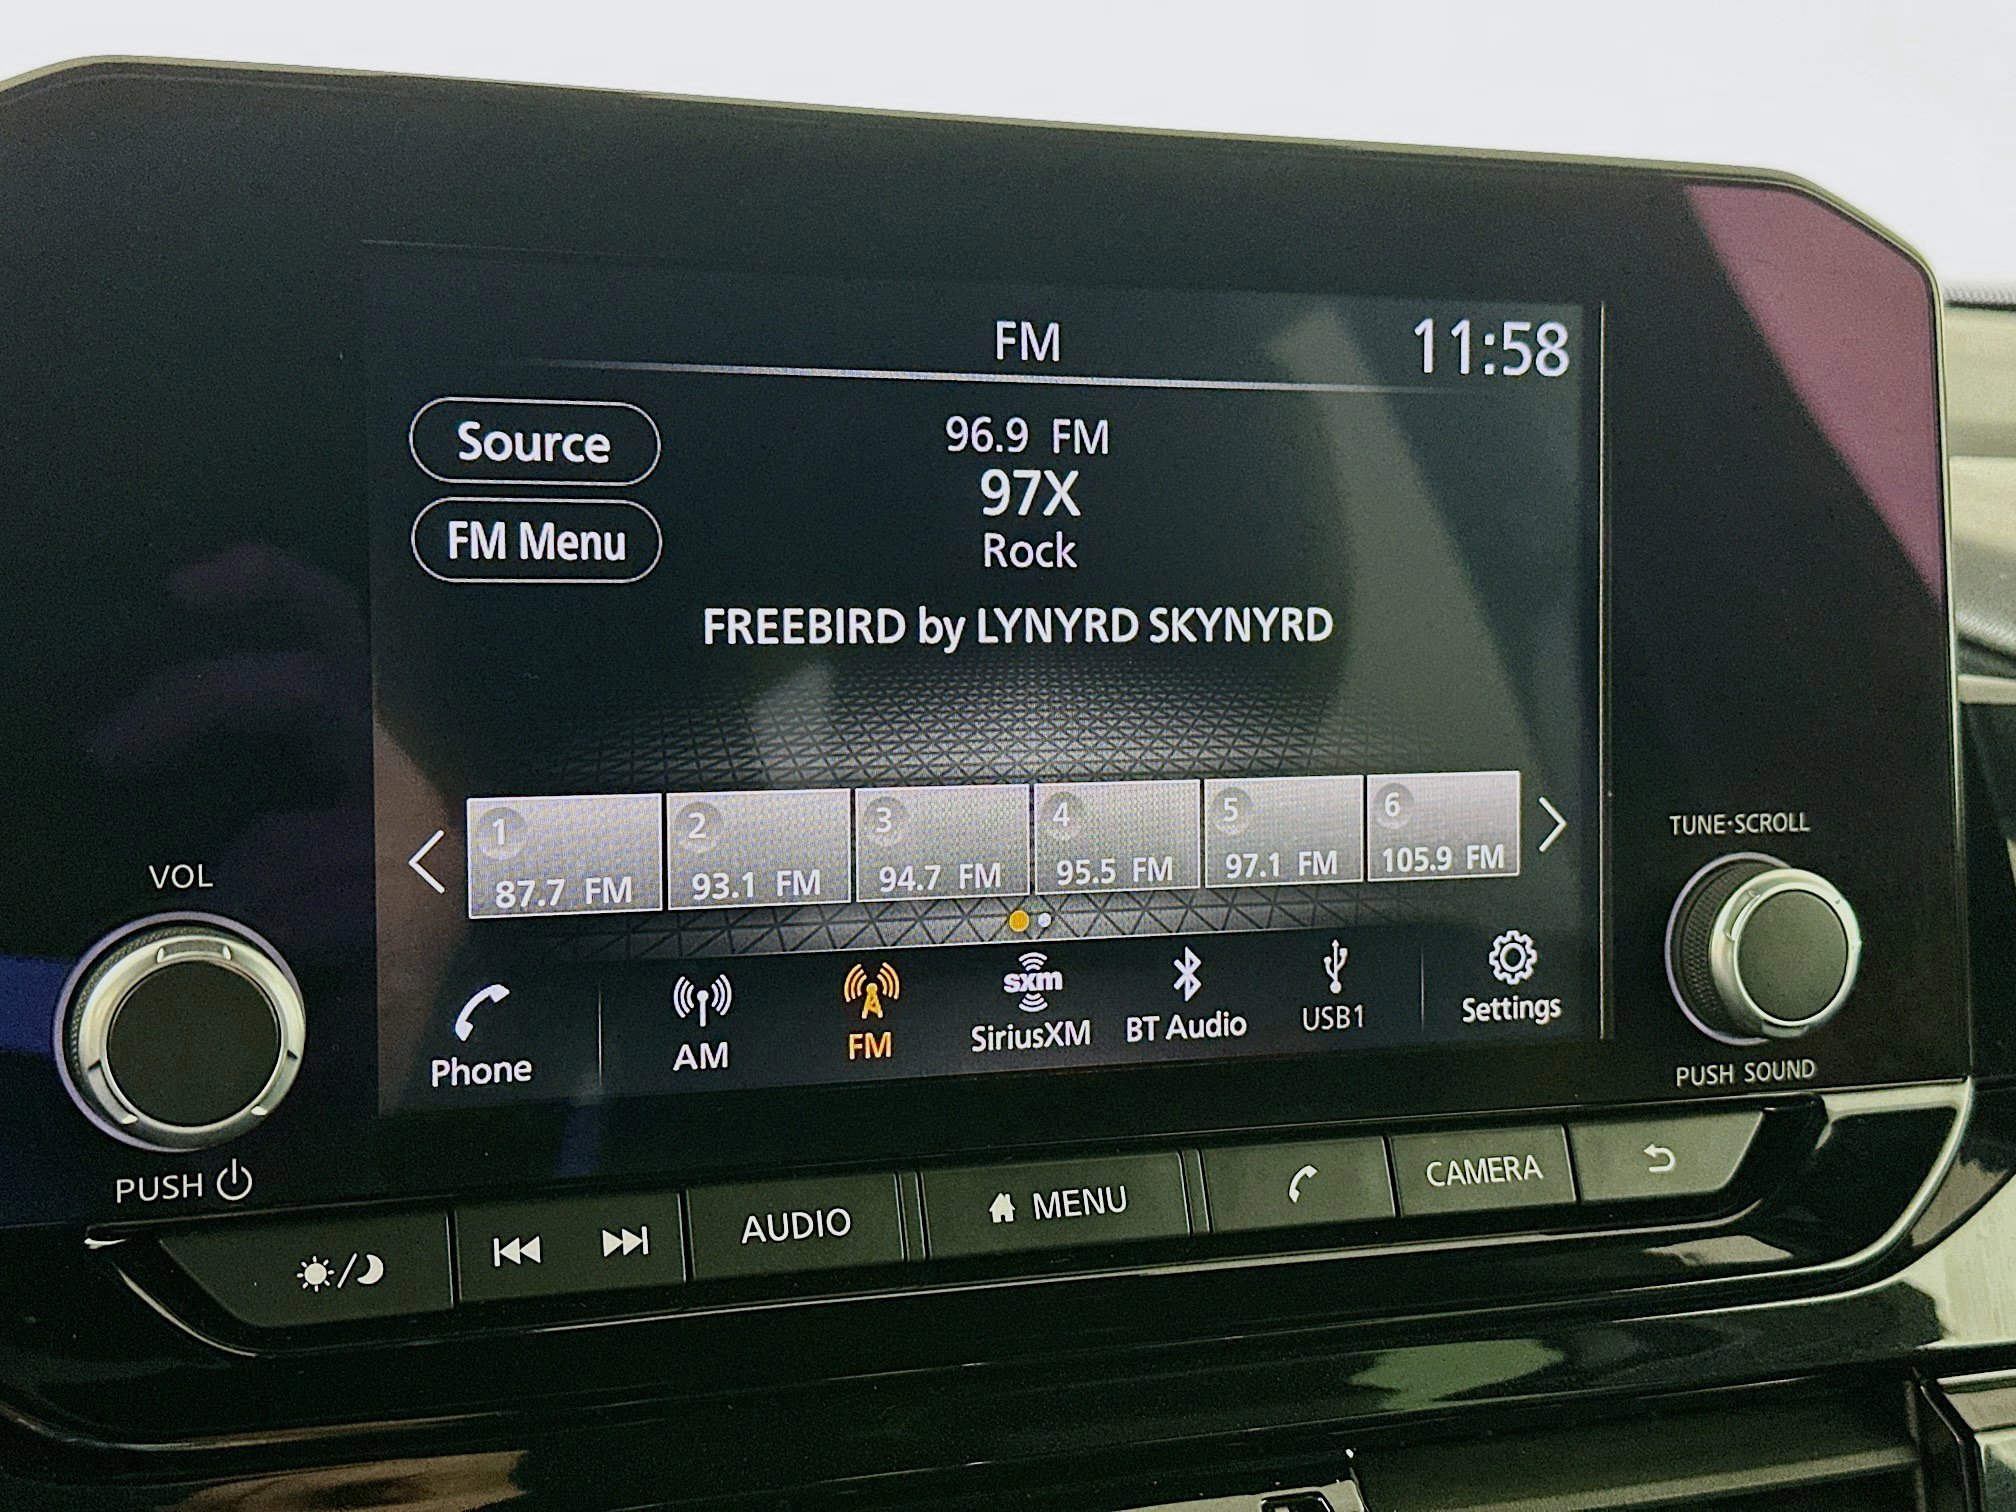 FM
11:58
Source
96.9 FM
97X
FM Menu
Rock
FREEBIRD by LYNYRD SKYNYRD
1
87.7 FM
2
93.1 FM
3
94.7 FM
4
95.5 FM
5
97.1 FM
6
105.9 FM
TUNE·SCROLL
VOL
Phone
AM
FM
sxm
SiriusXM
BT Audio
USB1
Settings
PUSH SOUND
PUSH
AUDIO
MENU
CAMERA